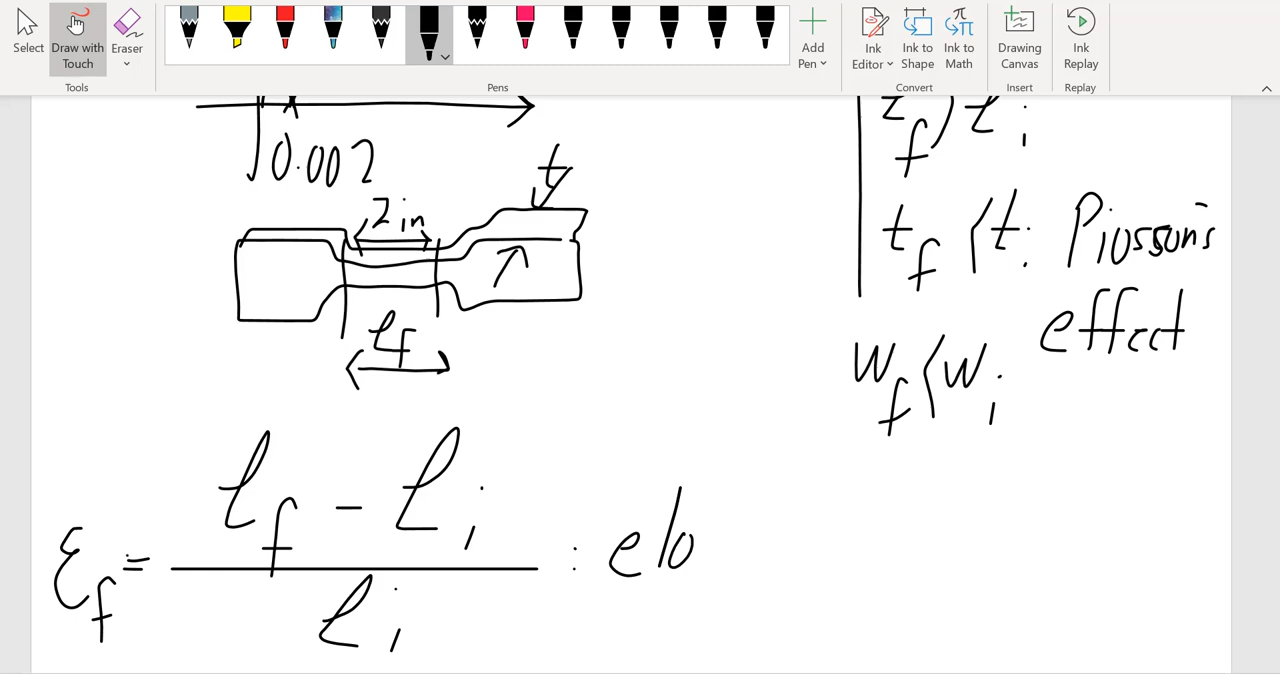 Select
Draw with Touch
Eraser
Tools
Pens
Add Pen
Ink Editor
Ink to Shape
Ink to Math
Convert
Drawing Canvas
Insert
Ink Replay
Replay
0.002
t
2 in
ℓf
ℓf > ℓi
tf < ti Piossons effect
wf < wi
εf = (ℓf - ℓi) / ℓi : elo